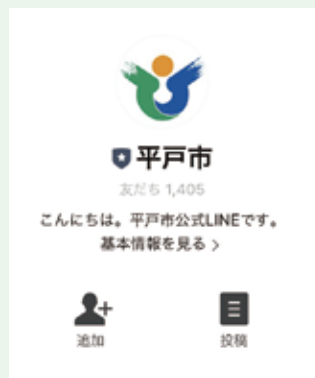 平戸市
友だち 1,405
こんにちは。平戸市公式LINEです。
基本情報を見る >
追加
投稿